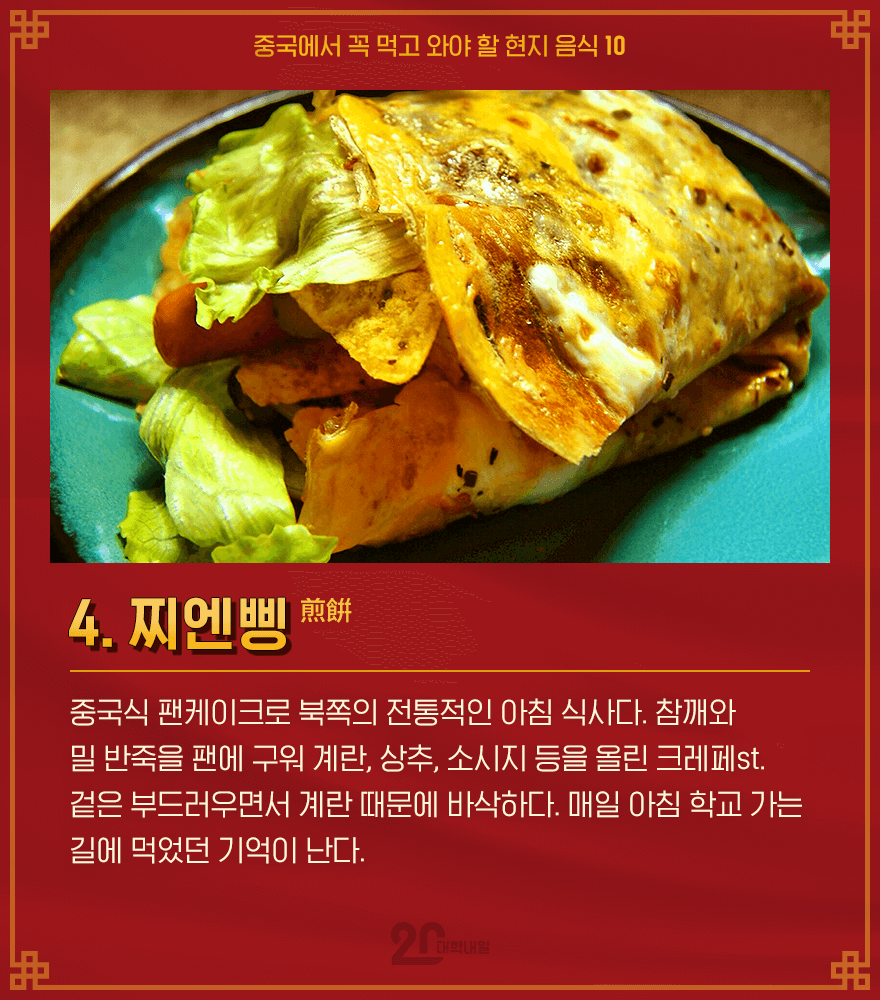 중국에서 꼭 먹고 와야 할 현지 음식 10
4. 찌엔삥 煎餠
중국식 팬케이크로 북쪽의 전통적인 아침 식사다. 참깨와
밀 반죽을 팬에 구워 계란, 상추, 소시지 등을 올린 크레페st.
겉은 부드러우면서 계란 때문에 바삭하다. 매일 아침 학교 가는
길에 먹었던 기억이 난다.
20 대학내일